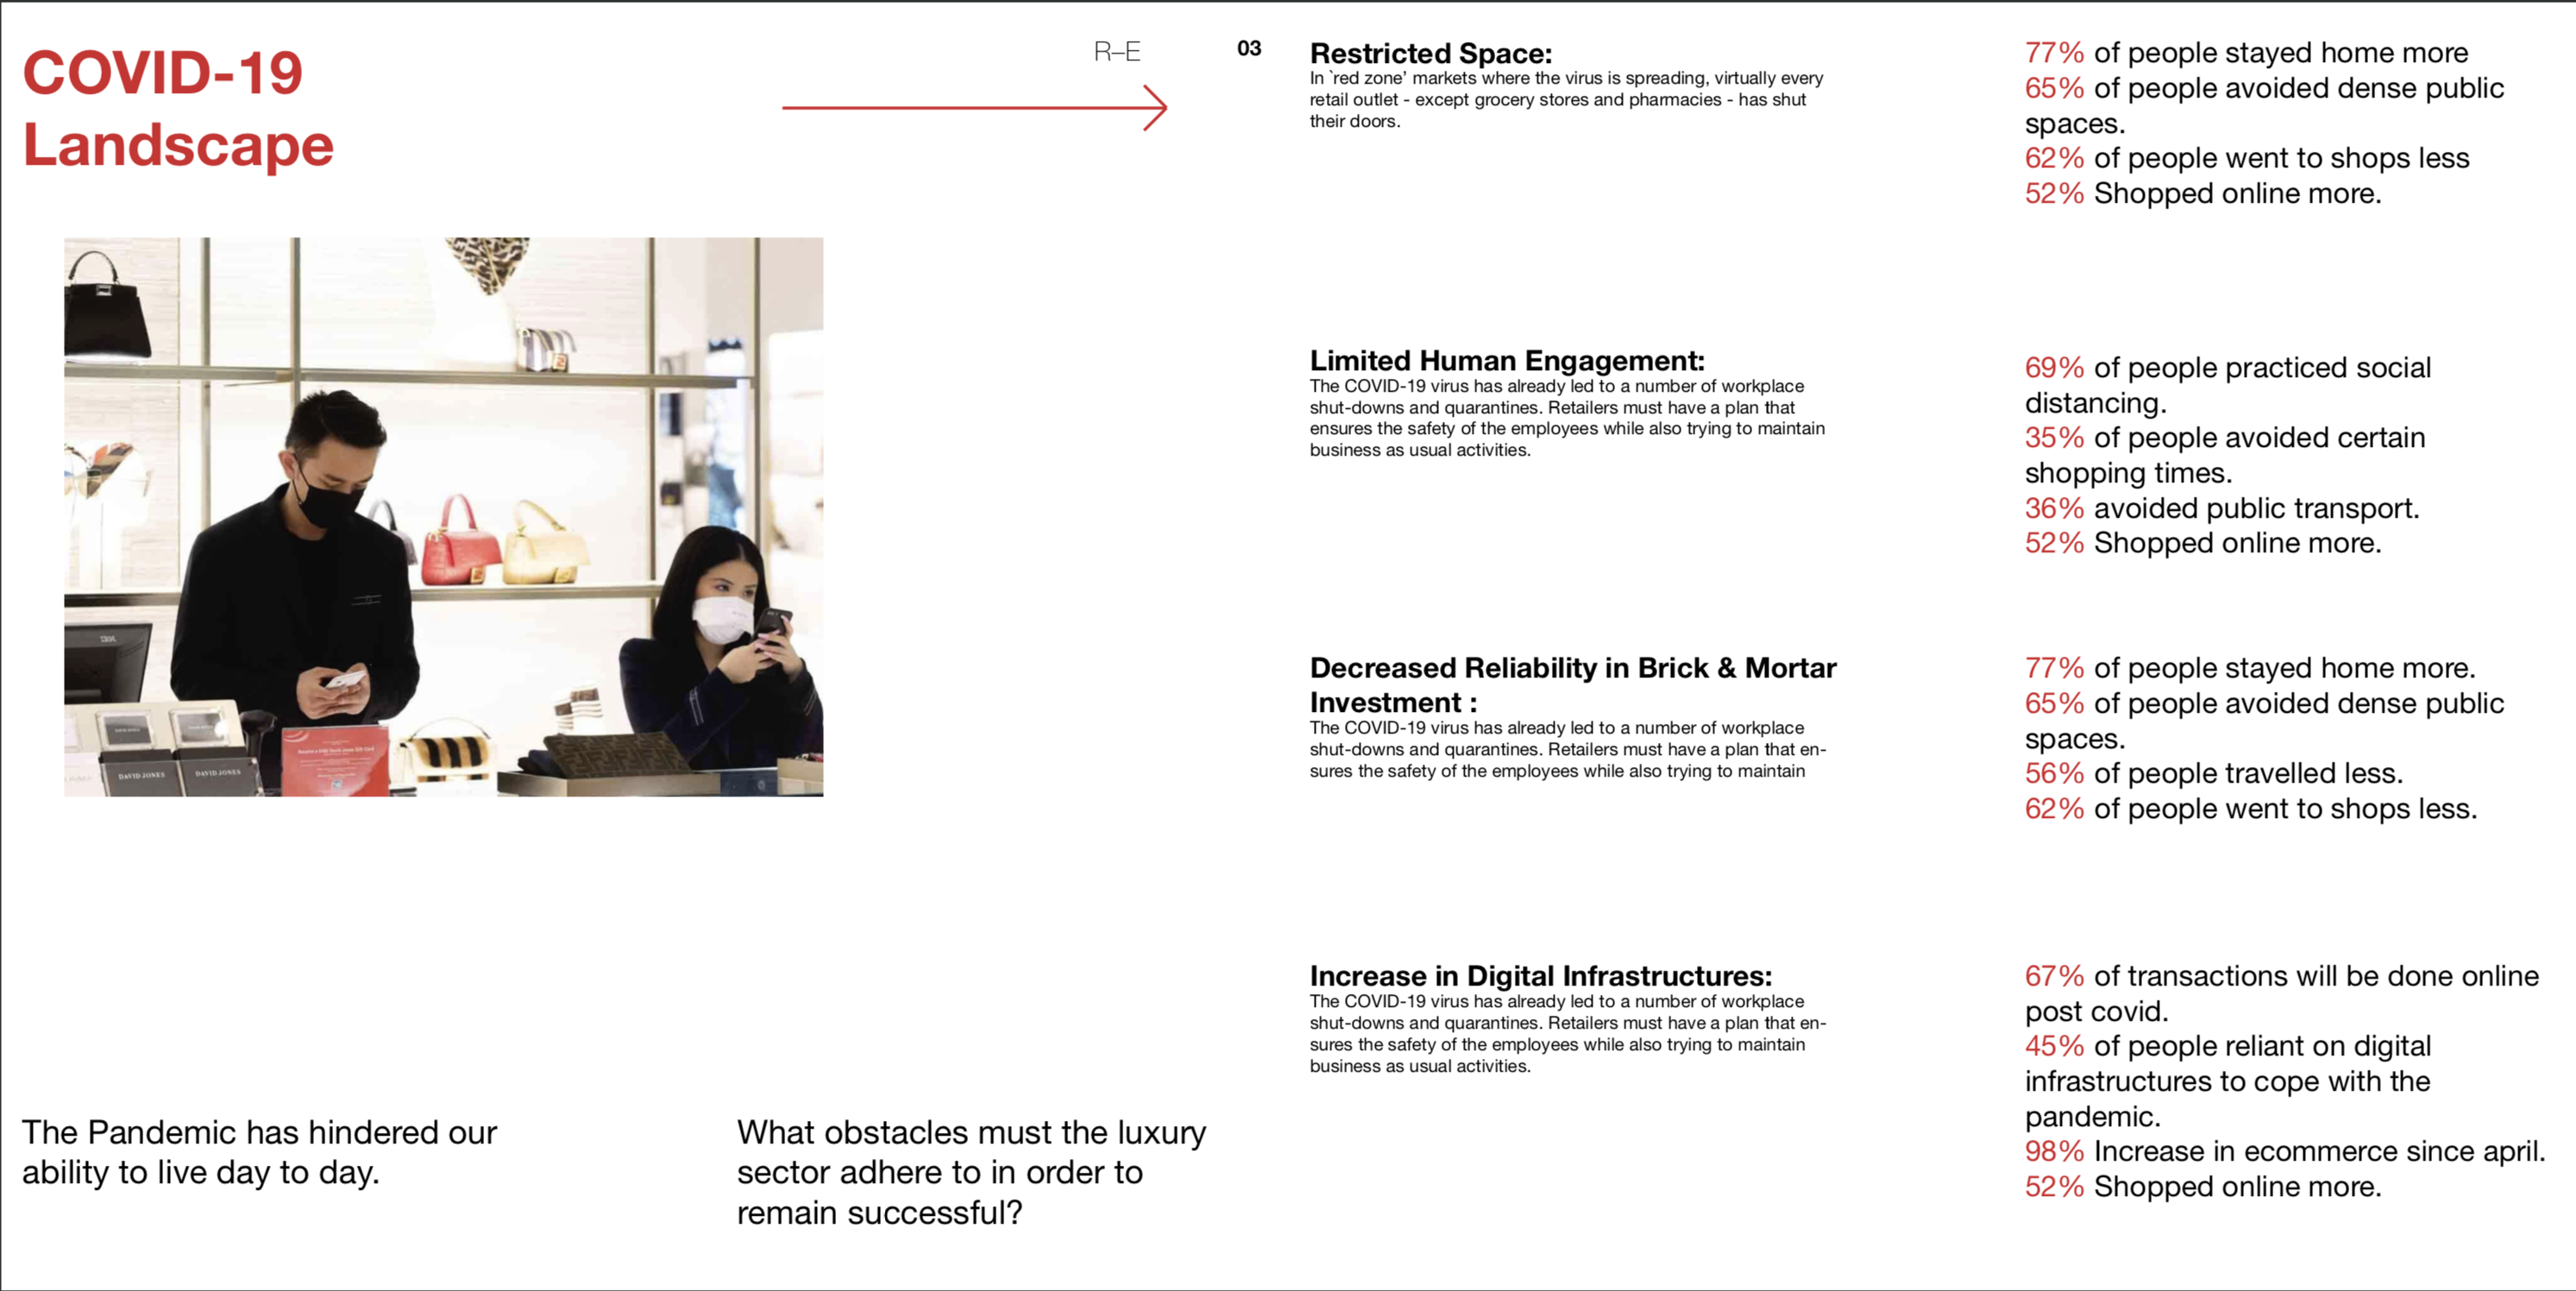 COVID-19
Landscape
R–E
03
DAVID JONES
DAVID JONES
The Pandemic has hindered our
ability to live day to day.
What obstacles must the luxury
sector adhere to in order to
remain successful?
Restricted Space:
In `red zone’ markets where the virus is spreading, virtually every
retail outlet - except grocery stores and pharmacies - has shut
their doors.
77% of people stayed home more
65% of people avoided dense public
spaces.
62% of people went to shops less
52% Shopped online more.
Limited Human Engagement:
The COVID-19 virus has already led to a number of workplace
shut-downs and quarantines. Retailers must have a plan that
ensures the safety of the employees while also trying to maintain
business as usual activities.
69% of people practiced social
distancing.
35% of people avoided certain
shopping times.
36% avoided public transport.
52% Shopped online more.
Decreased Reliability in Brick & Mortar
Investment :
The COVID-19 virus has already led to a number of workplace
shut-downs and quarantines. Retailers must have a plan that en-
sures the safety of the employees while also trying to maintain
77% of people stayed home more.
65% of people avoided dense public
spaces.
56% of people travelled less.
62% of people went to shops less.
Increase in Digital Infrastructures:
The COVID-19 virus has already led to a number of workplace
shut-downs and quarantines. Retailers must have a plan that en-
sures the safety of the employees while also trying to maintain
business as usual activities.
67% of transactions will be done online
post covid.
45% of people reliant on digital
infrastructures to cope with the
pandemic.
98% Increase in ecommerce since april.
52% Shopped online more.